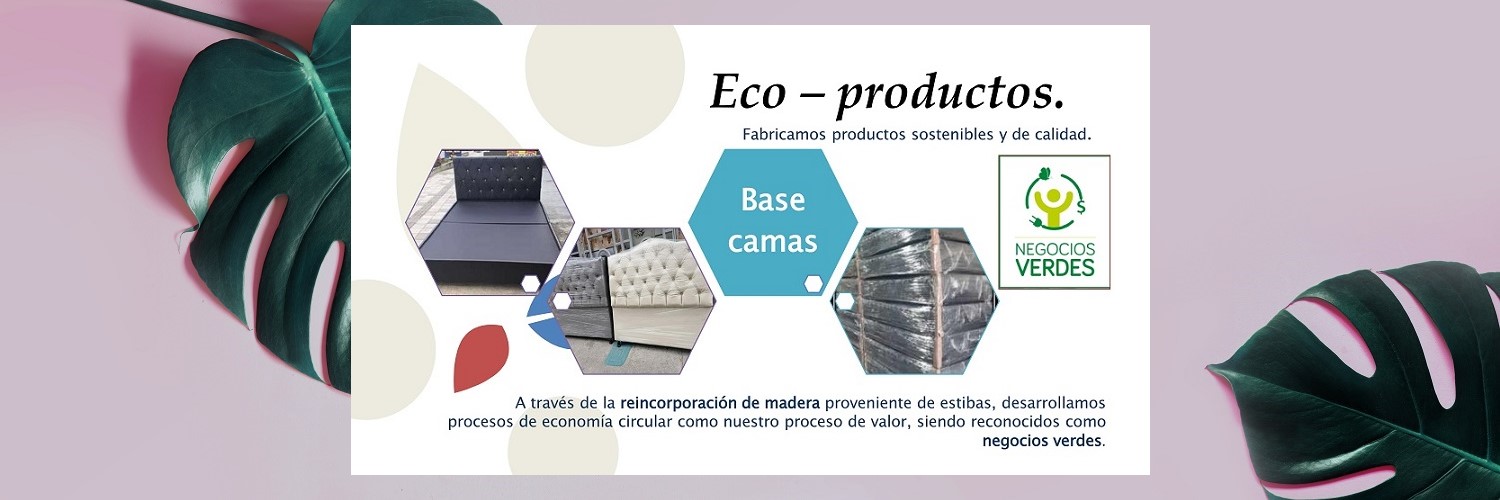 Eco – productos.
Fabricamos productos sostenibles y de calidad.
Base
camas
$
NEGOCIOS
VERDES
A través de la reincorporación de madera proveniente de estibas, desarrollamos
procesos de economía circular como nuestro proceso de valor, siendo reconocidos como
negocios verdes.